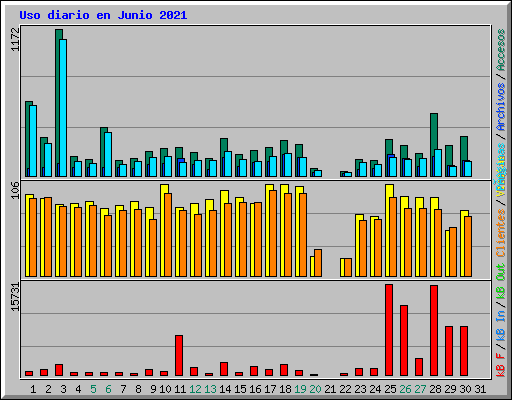 Uso diario en Junio 2021
1172
106
15731
Accesos / Archivos / / Clientes / kB Out / kB In / kB F
1 2 3 4 5 6 7 8 9 10 11 12 13 14 15 16 17 18 19 20 21 22 23 24 25 26 27 28 29 30 31